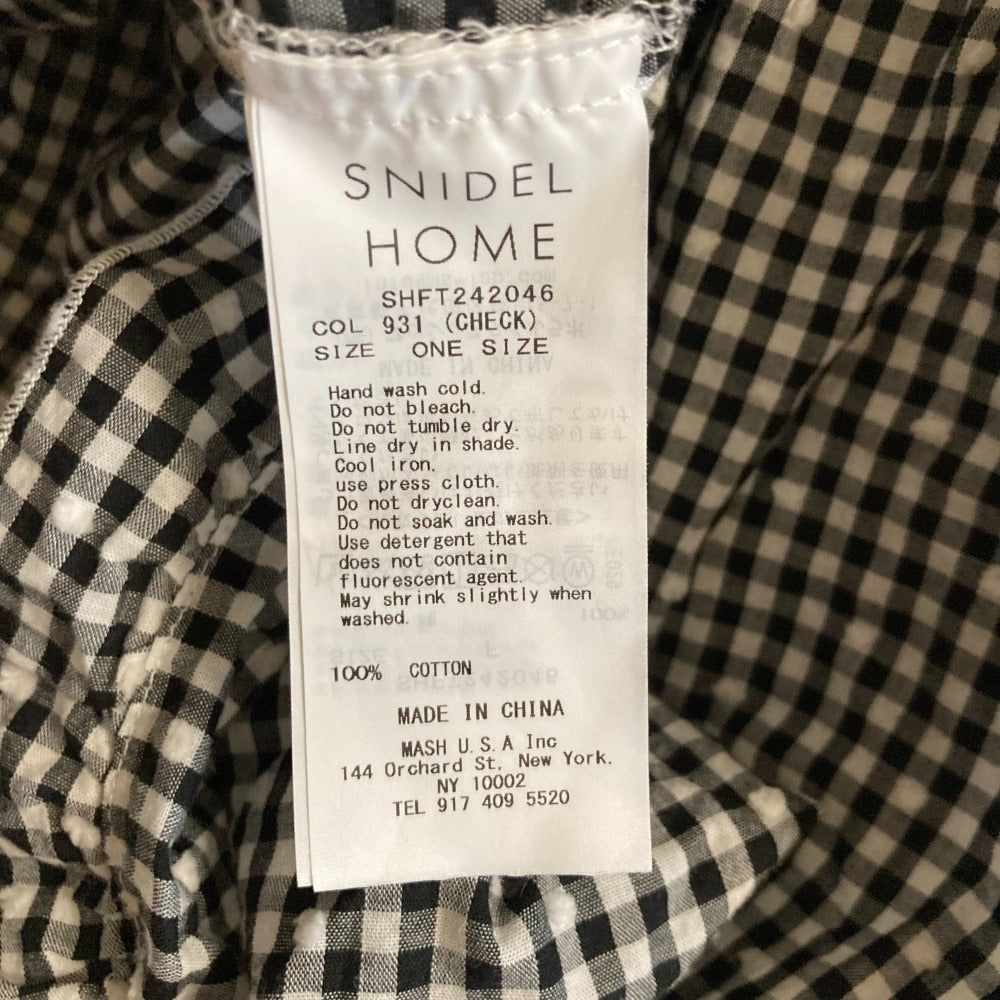 SNIDEL
HOME
SHFT242046
COL 931 (CHECK)
SIZE ONE SIZE
Hand wash cold.
Do not bleach.
Do not tumble dry.
Line dry in shade.
Cool iron.
use press cloth.
Do not dryclean.
Do not soak and wash.
Use detergent that
does not contain
fluorescent agent.
May shrink slightly when
washed.
100% COTTON
MADE IN CHINA
MASH U.S.A Inc
144 Orchard St, New York,
NY 10002
TEL 917 409 5520